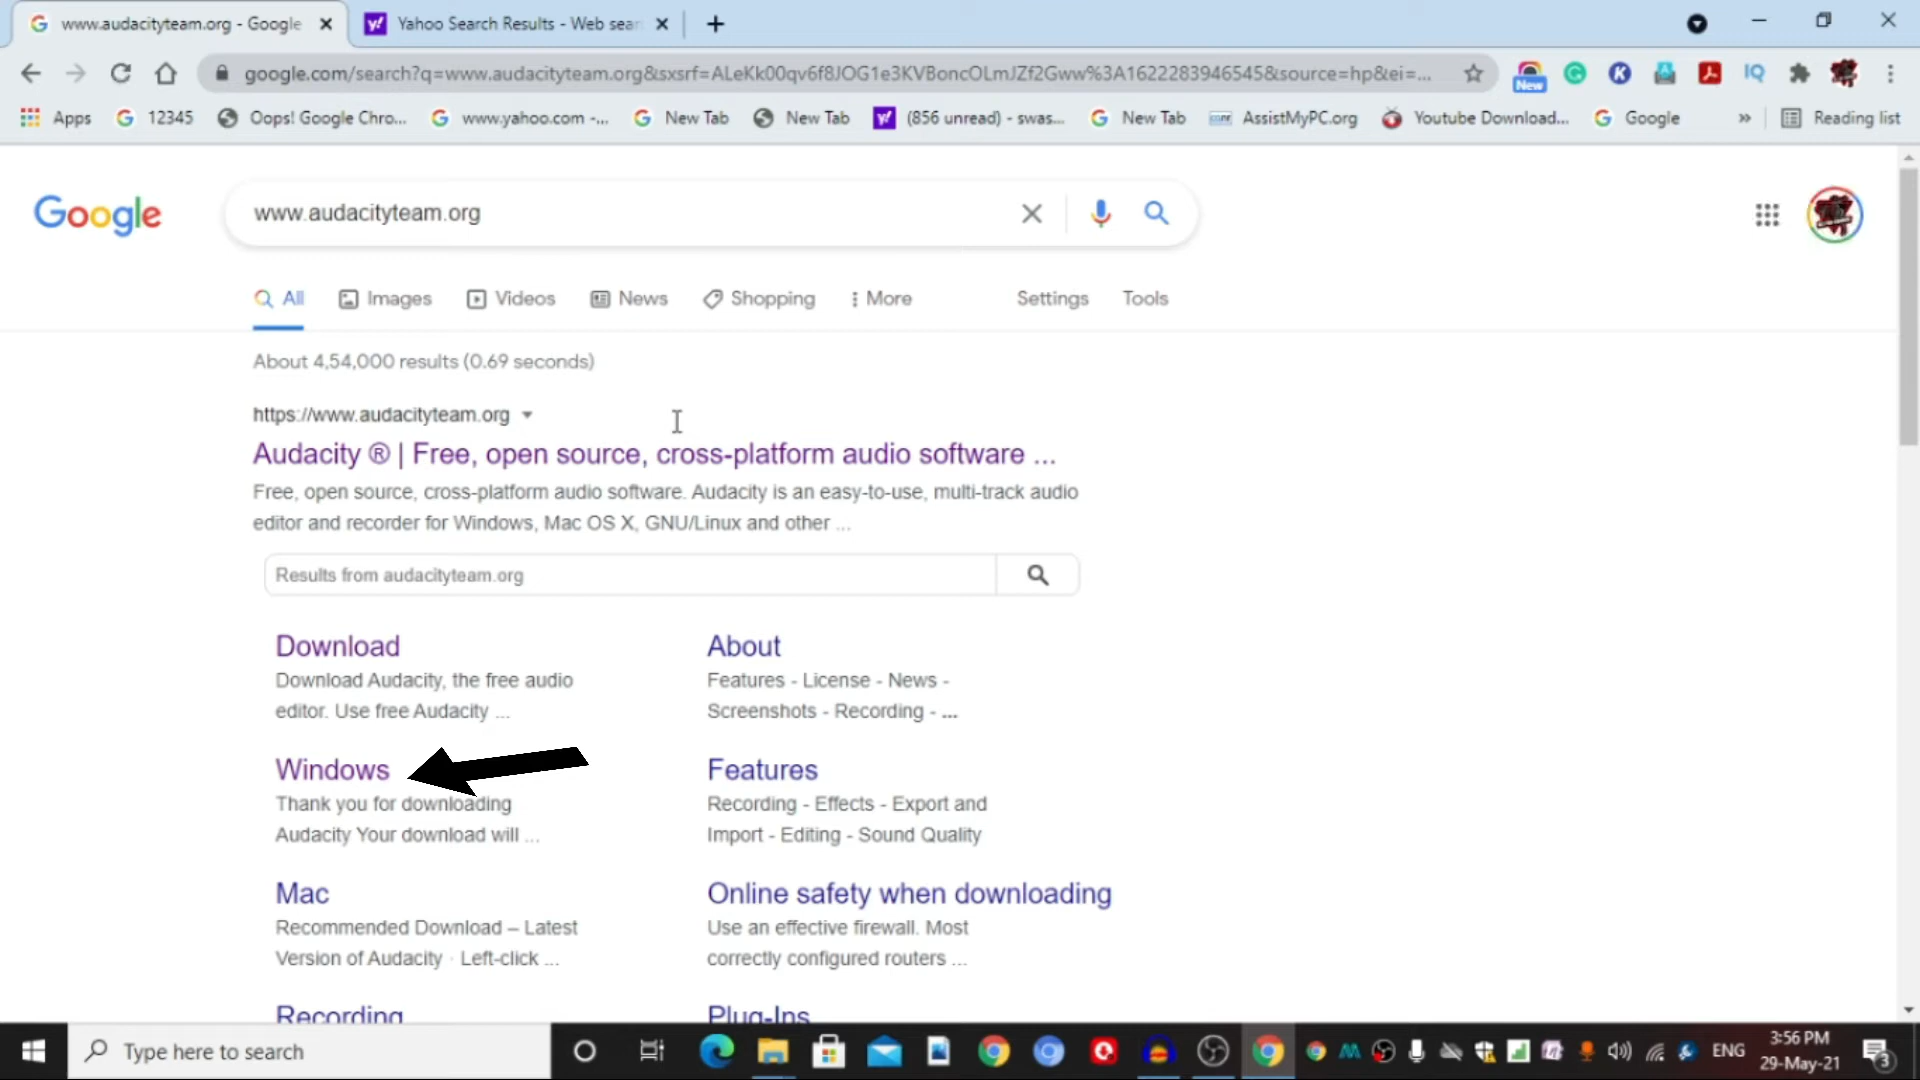 www.audacityteam.org - Google
Yahoo Search Results - Web sear
google.com/search?q=www.audacityteam.org&sxsrf=ALeKk00qv6f8JOG1e3KVBoncOLmJZf2Gww%3A1622283946545&source=hp&ei=...
New
IQ
Apps
12345
Oops! Google Chro...
www.yahoo.com -...
New Tab
New Tab
(856 unread) - swas...
New Tab
AssistMyPC.org
Youtube Download...
Google
»
Reading list
Google
www.audacityteam.org
All
Images
Videos
News
Shopping
More
Settings
Tools
About 4,54,000 results (0.69 seconds)
https://www.audacityteam.org
Audacity ® | Free, open source, cross-platform audio software ...
Free, open source, cross-platform audio software. Audacity is an easy-to-use, multi-track audio
editor and recorder for Windows, Mac OS X, GNU/Linux and other ...
Results from audacityteam.org
Download
Download Audacity, the free audio
editor. Use free Audacity ...
About
Features - License - News -
Screenshots - Recording - ...
Windows
Thank you for downloading
Audacity Your download will ...
Features
Recording - Effects - Export and
Import - Editing - Sound Quality
Mac
Recommended Download – Latest
Version of Audacity · Left-click ...
Online safety when downloading
Use an effective firewall. Most
correctly configured routers ...
Recording
Plug-Ins
Type here to search
ENG
3:56 PM
29-May-21
3